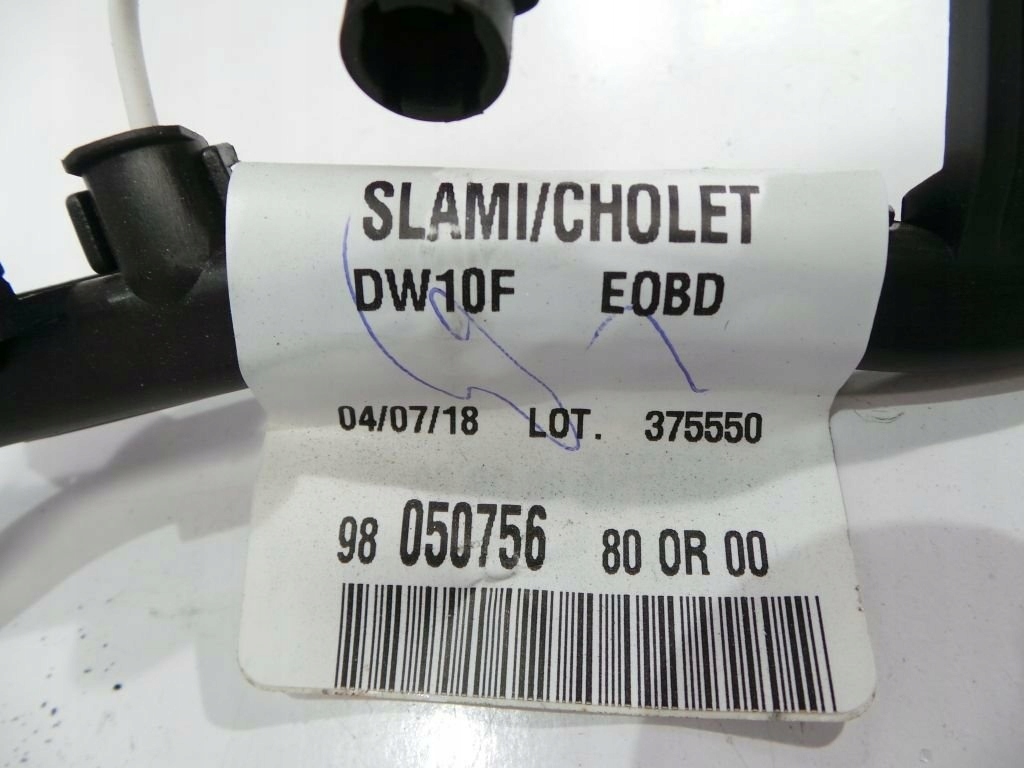 SLAMI/CHOLET
DW10F EOBD
04/07/18 LOT. 375550
98 050756 80 OR 00